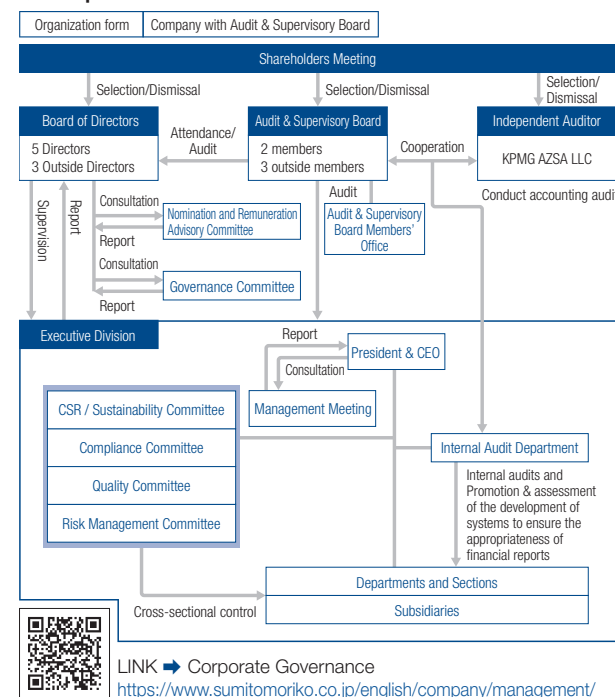 Organization form
Company with Audit & Supervisory Board
Shareholders Meeting
Selection/Dismissal
Selection/Dismissal
Selection/
Dismissal
Board of Directors
5 Directors
3 Outside Directors
Attendance/
Audit
Audit & Supervisory Board
2 members
3 outside members
Cooperation
Independent Auditor
KPMG AZSA LLC
Conduct accounting audit
Supervision
Report
Consultation
Nomination and Remuneration
Advisory Committee
Report
Consultation
Governance Committee
Report
Audit
Audit & Supervisory
Board Members'
Office
Executive Division
Report
President & CEO
Consultation
Management Meeting
CSR / Sustainability Committee
Compliance Committee
Quality Committee
Risk Management Committee
Internal Audit Department
Internal audits and
Promotion & assessment
of the development of
systems to ensure the
appropriateness of
financial reports
Departments and Sections
Subsidiaries
Cross-sectional control
LINK ➡ Corporate Governance
https://www.sumitomoriko.co.jp/english/company/management/